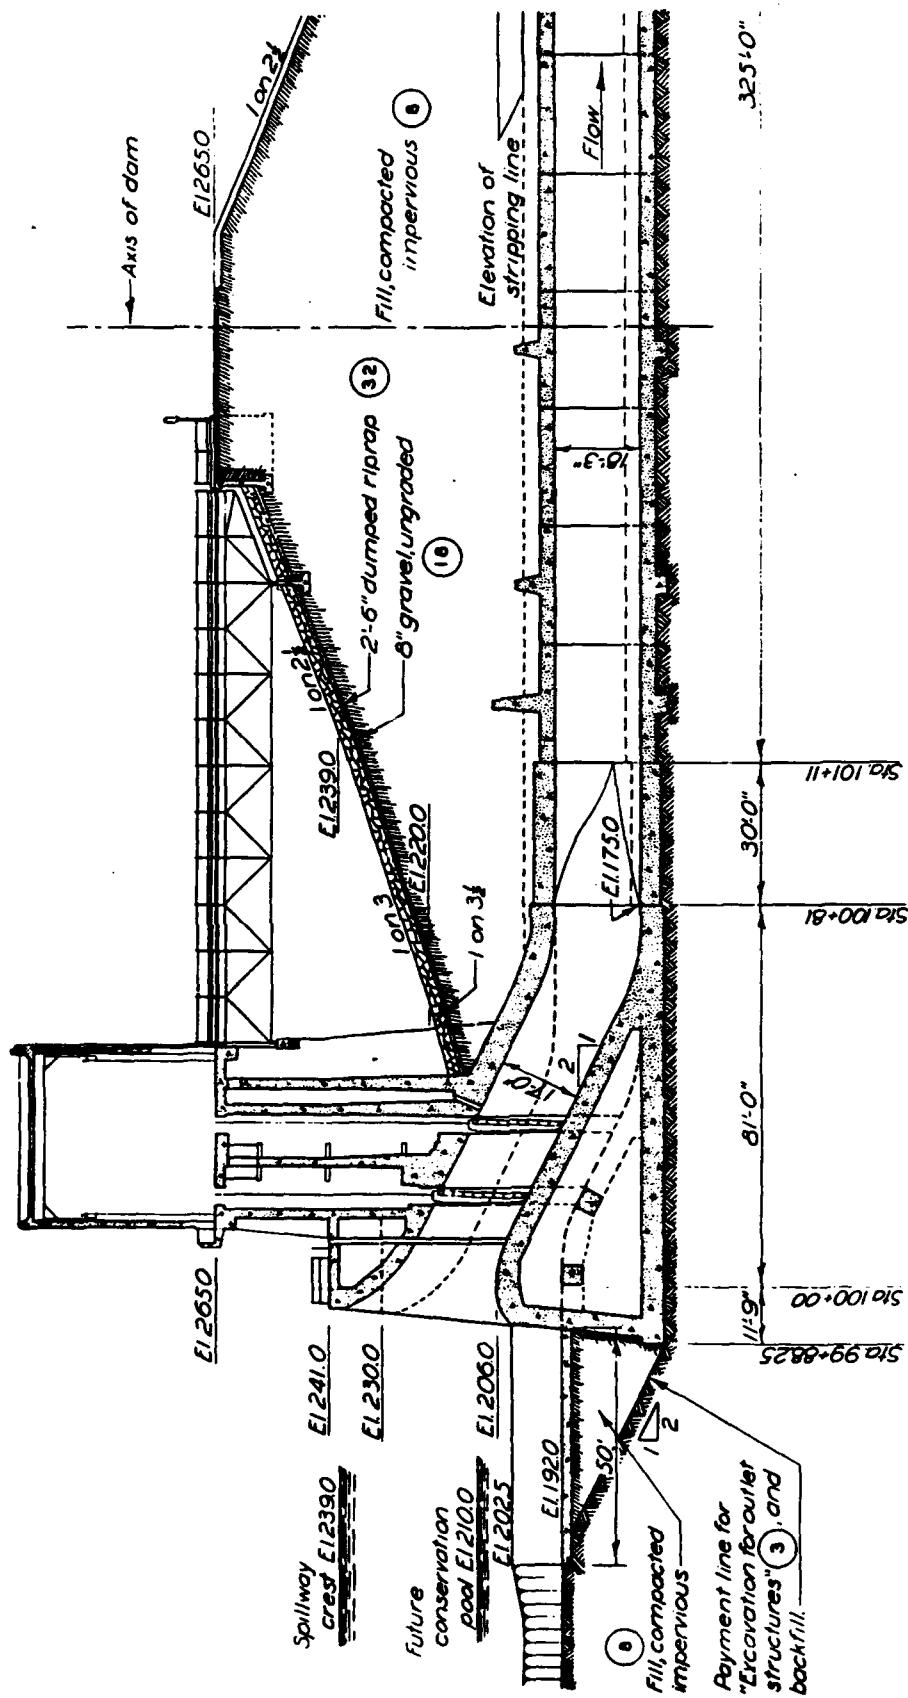 Axis of dam
El.265.0
1 on 2½
Fill, compacted
impervious
8
Elevation of
stripping line
Flow
325'-0"
2'-6" dumped riprap
32
8" gravel, ungraded
18
1 on 2½
El.239.0
1 on 3
El.220.0
1 on 3½
18'-3"
Sta. 101+11
30'-0"
El.175.0
Sta 100+81
17'-0"
2
1
81'-0"
Sta 100+00
11'-9"
Sta 99+88.25
El.265.0
El.241.0
El.230.0
El.206.0
Spillway
crest El.239.0
Future
conservation
pool El.210.0
El.202.5
El.192.0
50'
1
2
8
Fill, compacted
impervious
Payment line for
"Excavation for outlet
structures" 3, and
backfill.